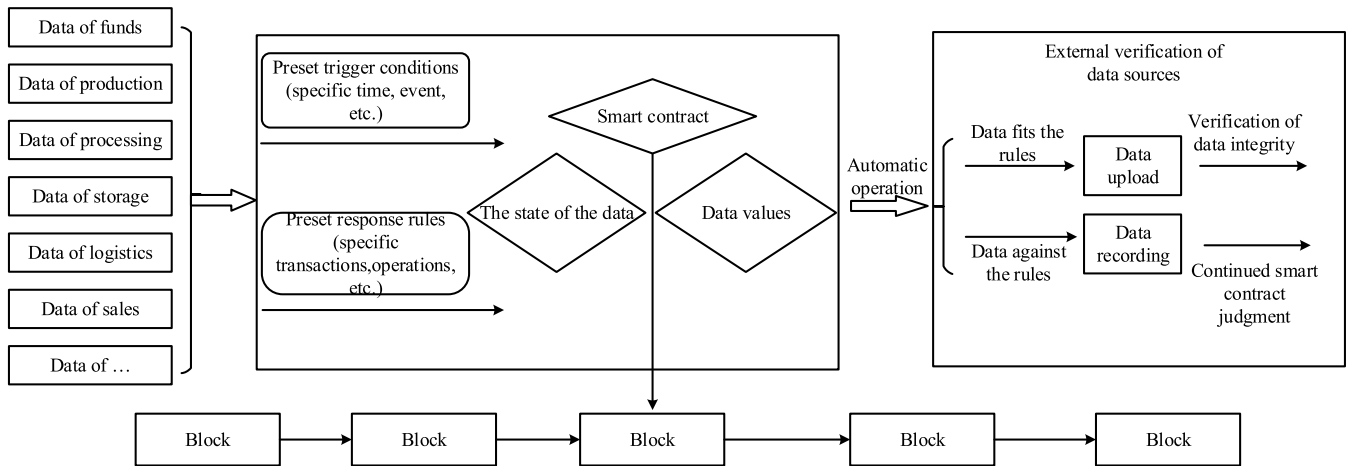 Data of funds
Data of production
Data of processing
Data of storage
Data of logistics
Data of sales
Data of …
Preset trigger conditions
(specific time, event,
etc.)
Preset response rules
(specific
transactions,operations,
etc.)
Smart contract
The state of the data
Data values
Automatic
operation
External verification of
data sources
Data fits the
rules
Data
upload
Verification of
data integrity
Data against
the rules
Data
recording
Continued smart
contract
judgment
Block
Block
Block
Block
Block